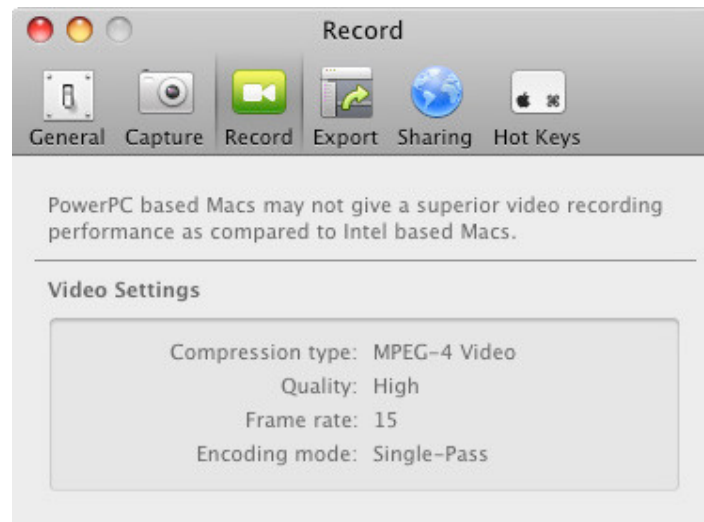 Record
General Capture Record Export Sharing Hot Keys
PowerPC based Macs may not give a superior video recording
performance as compared to Intel based Macs.
Video Settings
Compression type: MPEG-4 Video
Quality: High
Frame rate: 15
Encoding mode: Single-Pass